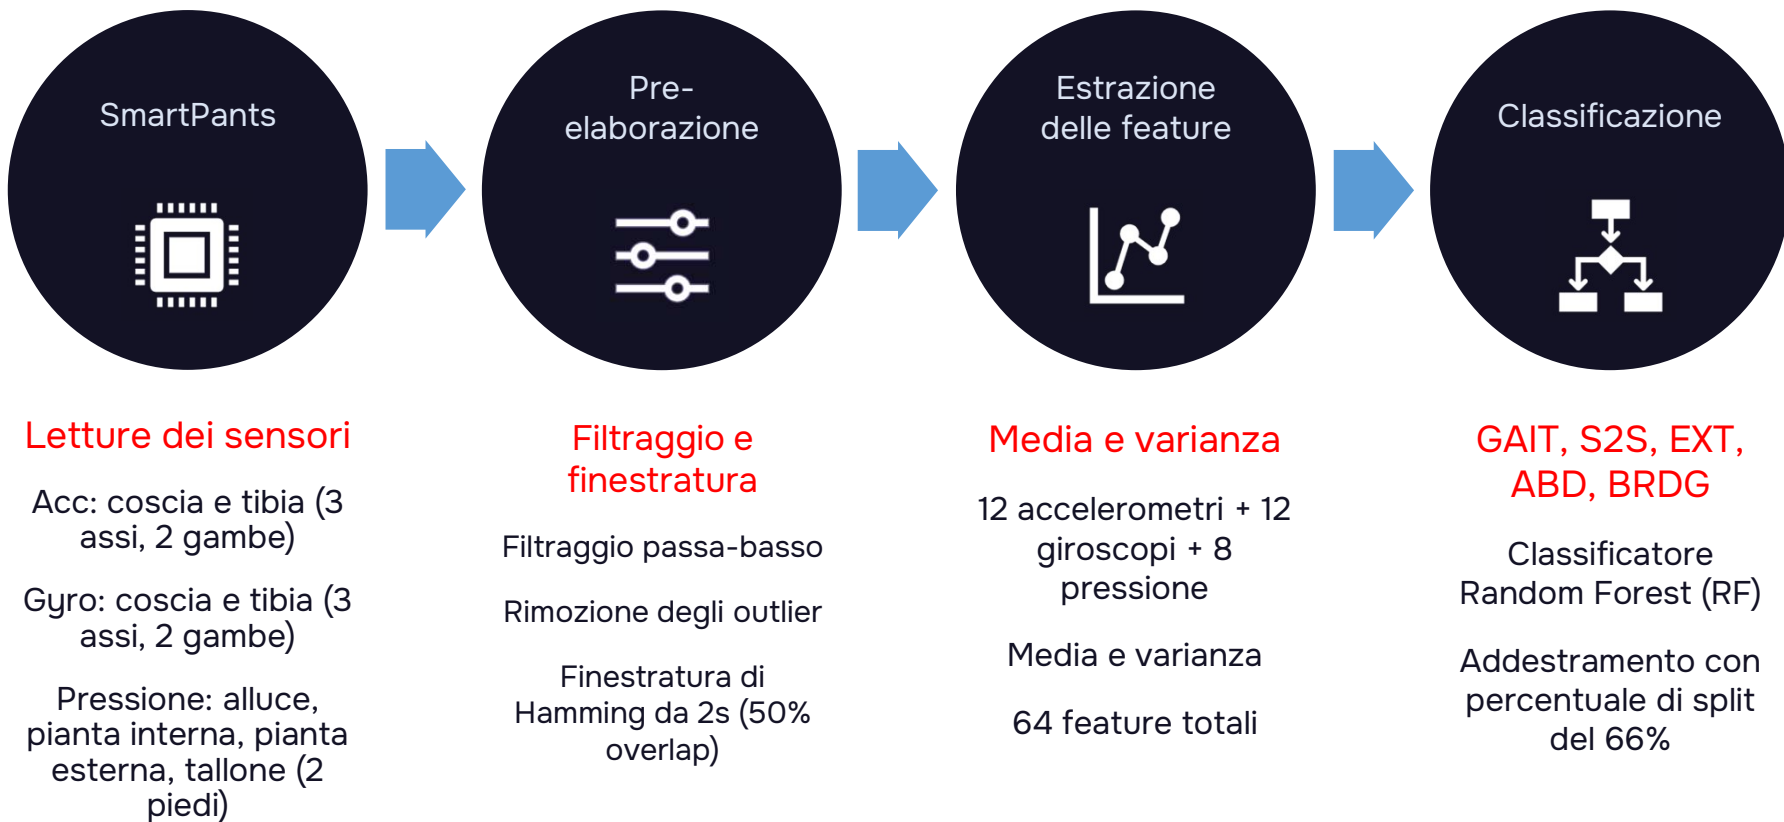 SmartPants
Pre-
elaborazione
Estrazione
delle feature
Classificazione
Letture dei sensori
Acc: coscia e tibia (3
assi, 2 gambe)
Gyro: coscia e tibia (3
assi, 2 gambe)
Pressione: alluce,
pianta interna, pianta
esterna, tallone (2
piedi)
Filtraggio e
finestratura
Filtraggio passa-basso
Rimozione degli outlier
Finestratura di
Hamming da 2s (50%
overlap)
Media e varianza
12 accelerometri + 12
giroscopi + 8
pressione
Media e varianza
64 feature totali
GAIT, S2S, EXT,
ABD, BRDG
Classificatore
Random Forest (RF)
Addestramento con
percentuale di split
del 66%